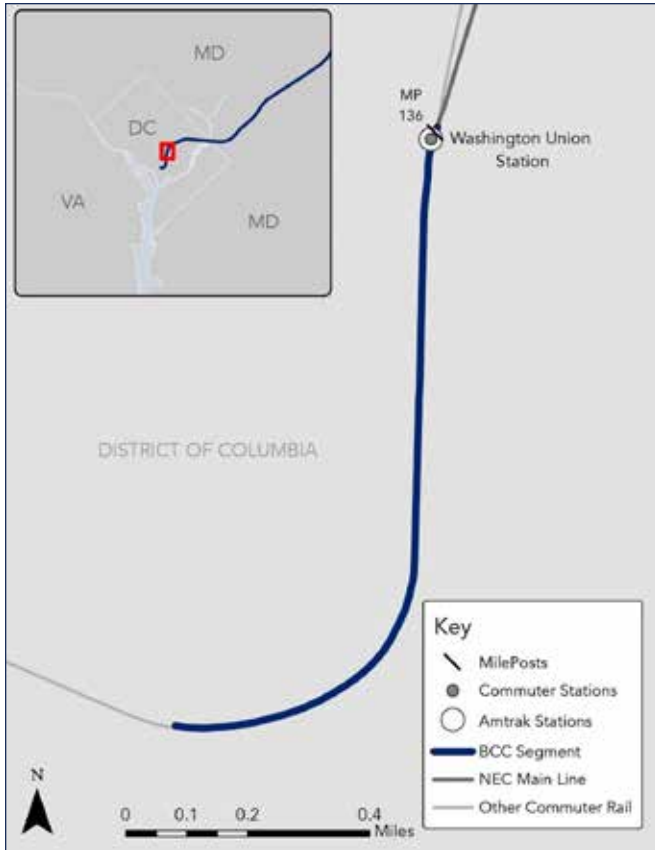 MD
DC
VA
MD
MP
136
Washington Union
Station
DISTRICT OF COLUMBIA
Key
MilePosts
Commuter Stations
Amtrak Stations
BCC Segment
NEC Main Line
Other Commuter Rail
N
0 0.1 0.2 0.4
Miles